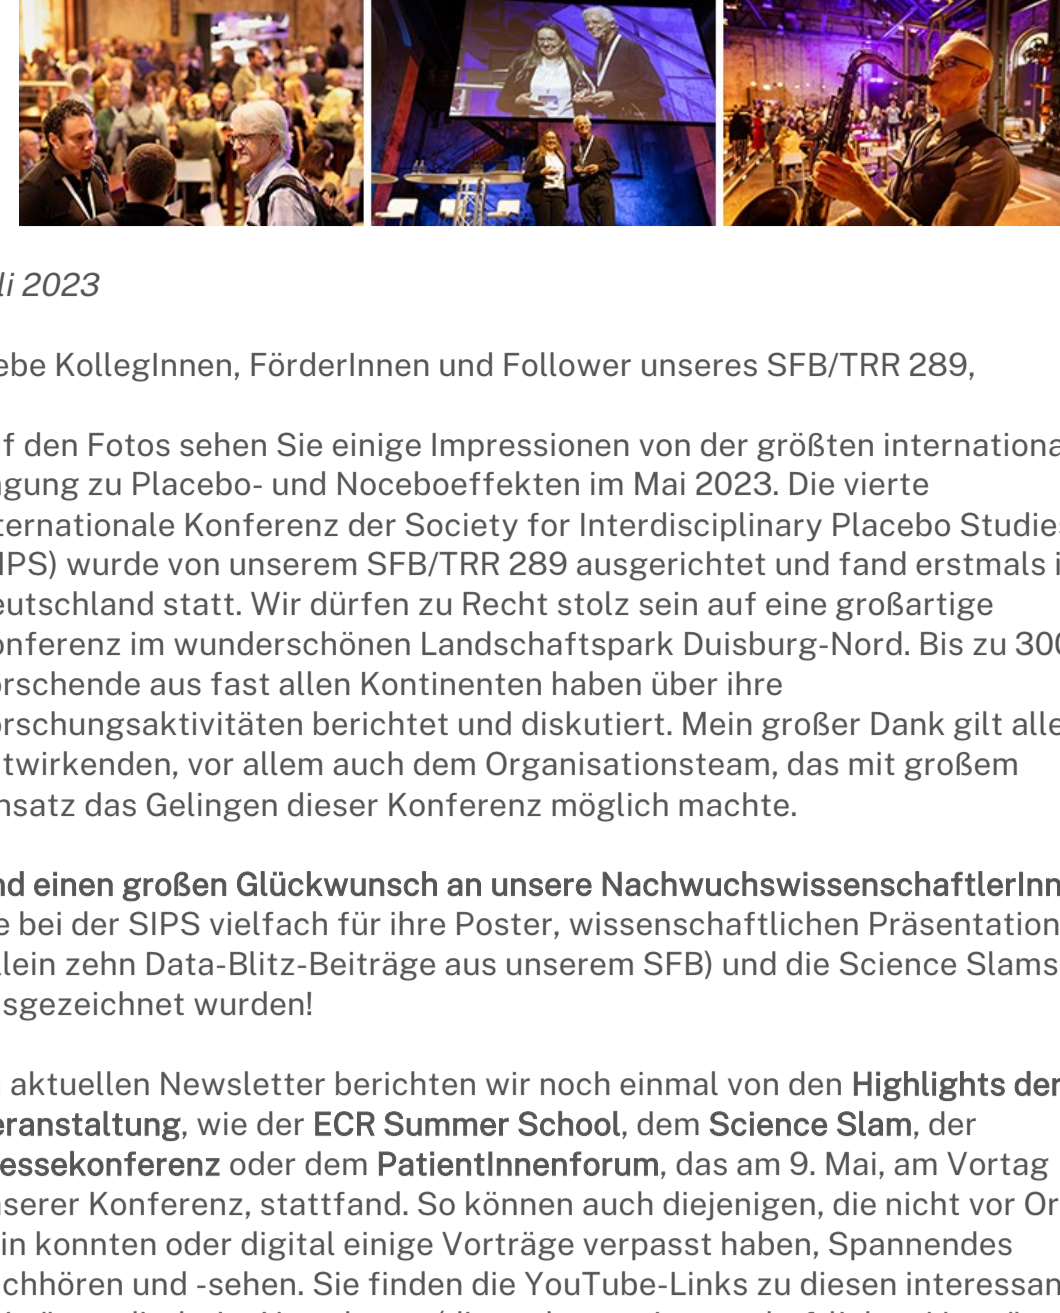 li 2023
ebe KollegInnen, FörderInnen und Follower unseres SFB/TRR 289,
f den Fotos sehen Sie einige Impressionen von der größten internationa
gung zu Placebo- und Noceboeffekten im Mai 2023. Die vierte
ternationale Konferenz der Society for Interdisciplinary Placebo Studies
IPS) wurde von unserem SFB/TRR 289 ausgerichtet und fand erstmals i
eutschland statt. Wir dürfen zu Recht stolz sein auf eine großartige
onferenz im wunderschönen Landschaftspark Duisburg-Nord. Bis zu 300
orschende aus fast allen Kontinenten haben über ihre
orschungsaktivitäten berichtet und diskutiert. Mein großer Dank gilt alle
twirkenden, vor allem auch dem Organisationsteam, das mit großem
nsatz das Gelingen dieser Konferenz möglich machte.
nd einen großen Glückwunsch an unsere NachwuchswissenschaftlerInn
e bei der SIPS vielfach für ihre Poster, wissenschaftlichen Präsentation
llein zehn Data-Blitz-Beiträge aus unserem SFB) und die Science Slams
sgezeichnet wurden!
aktuellen Newsletter berichten wir noch einmal von den Highlights der
eranstaltung, wie der ECR Summer School, dem Science Slam, der
essekonferenz oder dem PatientInnenforum, das am 9. Mai, am Vortag
nserer Konferenz, stattfand. So können auch diejenigen, die nicht vor Or
in konnten oder digital einige Vorträge verpasst haben, Spannendes
chhören und -sehen. Sie finden die YouTube-Links zu diesen interessan